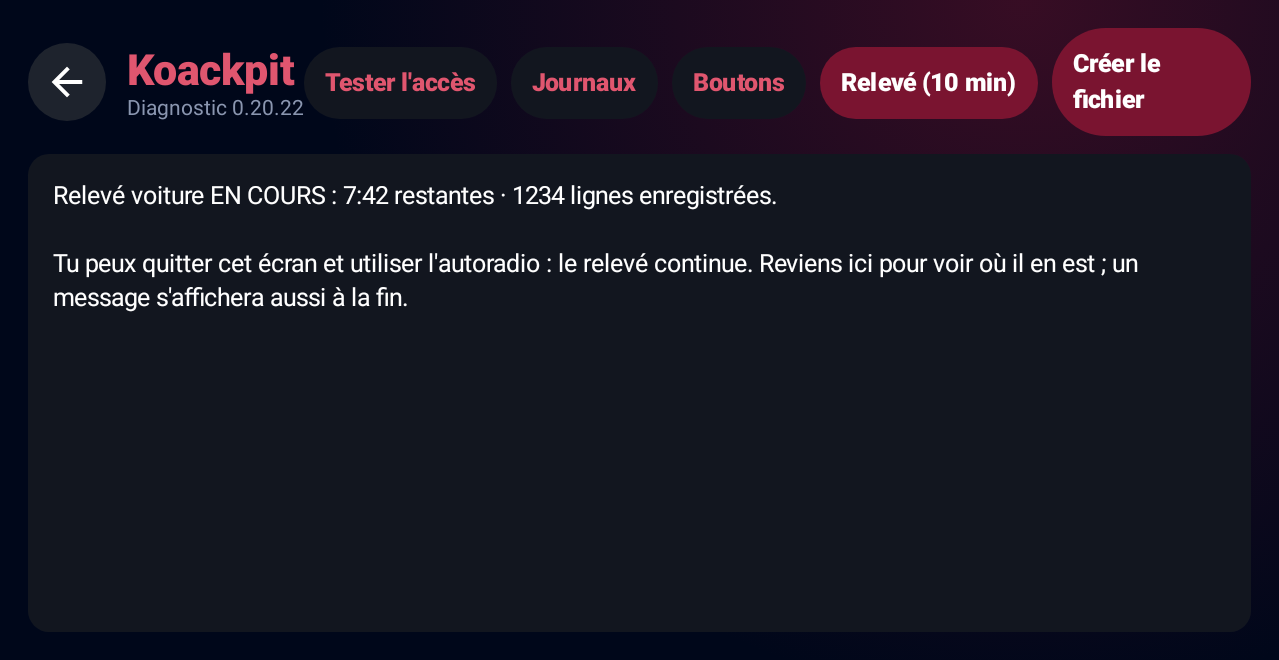 Koackpit
Diagnostic 0.20.22
Tester l'accès
Journaux
Boutons
Relevé (10 min)
Créer le
fichier
Relevé voiture EN COURS : 7:42 restantes · 1234 lignes enregistrées.
Tu peux quitter cet écran et utiliser l'autoradio : le relevé continue. Reviens ici pour voir où il en est ; un
message s'affichera aussi à la fin.